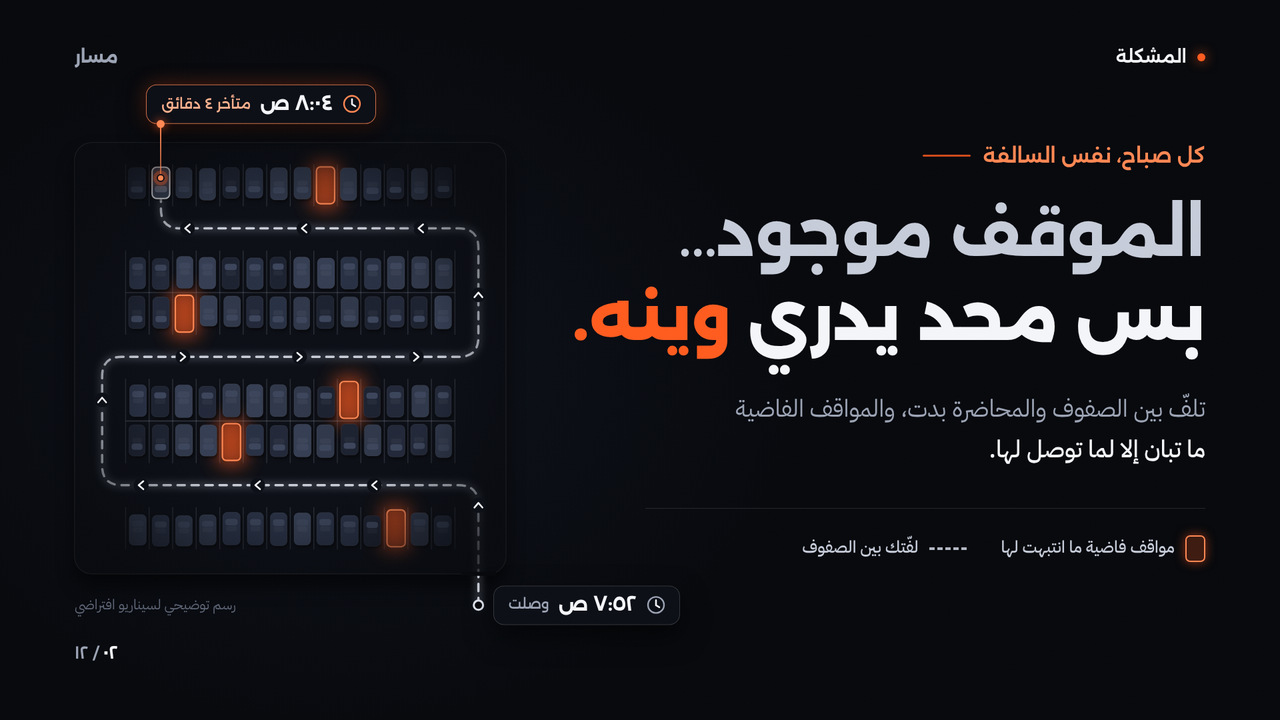 المشكلة
مسار
كل صباح، نفس السالفة
الموقف موجود...
بس محد يدري وينه.
تلفّ بين الصفوف والمحاضرة بدت، والمواقف الفاضية
ما تبان إلا لما توصل لها.
مواقف فاضية ما انتبهت لها
لفّتك بين الصفوف
٨:٠٤ ص متأخر ٤ دقائق
٧:٥٢ ص وصلت
رسم توضيحي لسيناريو افتراضي
٠٢ / ١٢